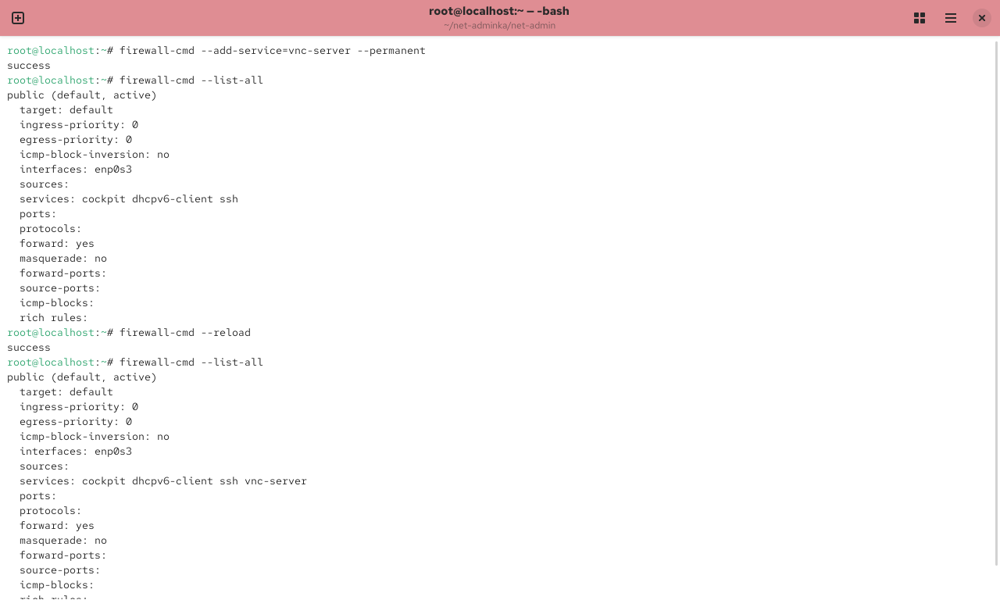 root@localhost:~ — -bash
~/net-adminka/net-admin
root@localhost:~# firewall-cmd --add-service=vnc-server --permanent
success
root@localhost:~# firewall-cmd --list-all
public (default, active)
  target: default
  ingress-priority: 0
  egress-priority: 0
  icmp-block-inversion: no
  interfaces: enp0s3
  sources:
  services: cockpit dhcpv6-client ssh
  ports:
  protocols:
  forward: yes
  masquerade: no
  forward-ports:
  source-ports:
  icmp-blocks:
  rich rules:
root@localhost:~# firewall-cmd --reload
success
root@localhost:~# firewall-cmd --list-all
public (default, active)
  target: default
  ingress-priority: 0
  egress-priority: 0
  icmp-block-inversion: no
  interfaces: enp0s3
  sources:
  services: cockpit dhcpv6-client ssh vnc-server
  ports:
  protocols:
  forward: yes
  masquerade: no
  forward-ports:
  source-ports:
  icmp-blocks:
  rich rules: